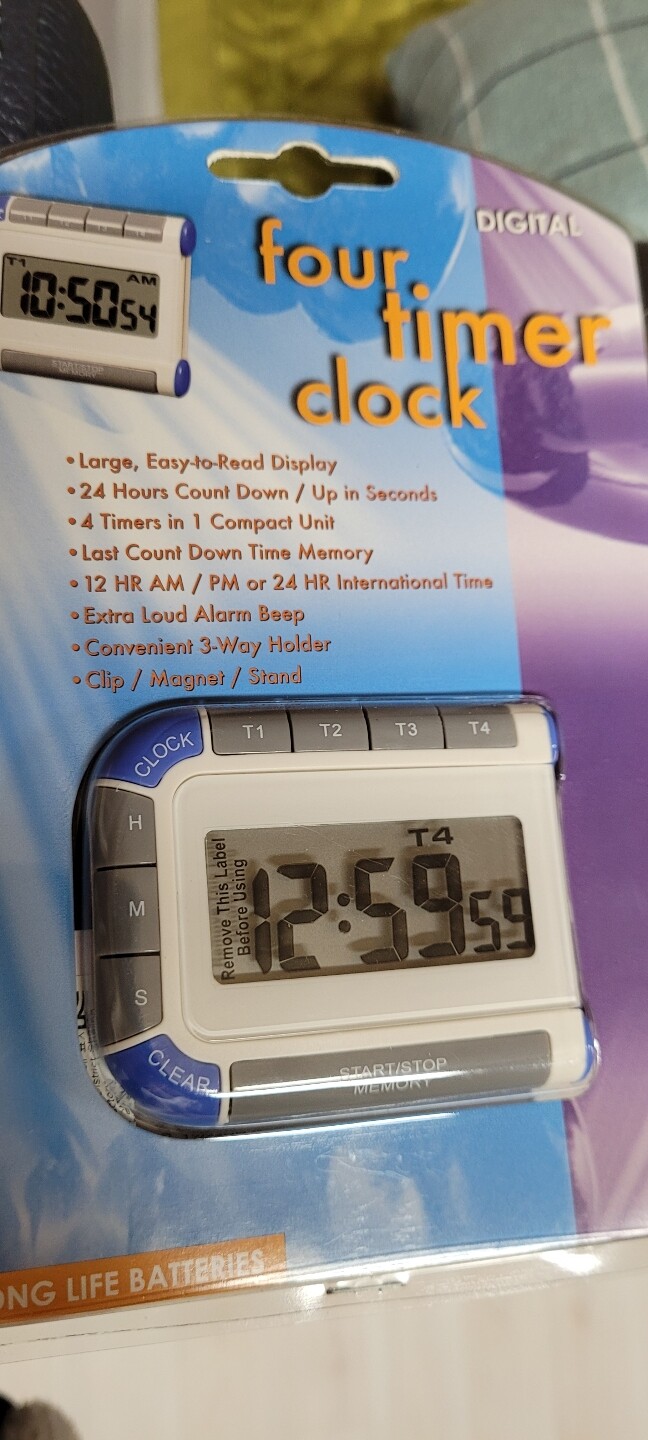 DIGITAL
four
timer
clock
T1
AM
10:50 54
START/STOP
MEMORY
• Large, Easy-to-Read Display
• 24 Hours Count Down / Up in Seconds
• 4 Timers in 1 Compact Unit
• Last Count Down Time Memory
• 12 HR AM / PM or 24 HR International Time
• Extra Loud Alarm Beep
• Convenient 3-Way Holder
• Clip / Magnet / Stand
CLOCK
T1
T2
T3
T4
H
M
S
Remove This Label
Before Using
T4
12:59 59
CLEAR
START/STOP
MEMORY
LIFE BATTERIES